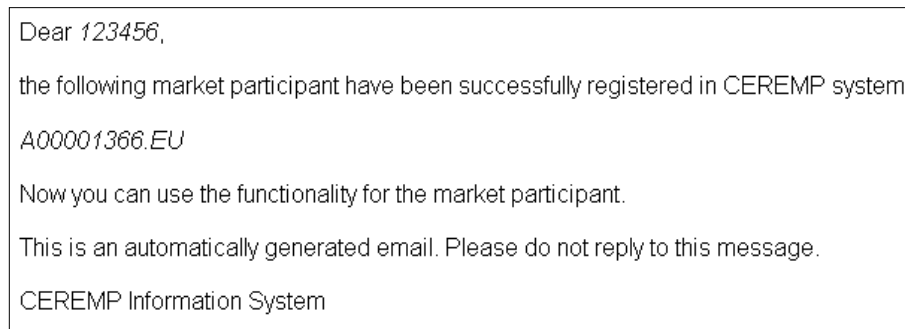 Dear 123456,
the following market participant have been successfully registered in CEREMP system
A00001366.EU
Now you can use the functionality for the market participant.
This is an automatically generated email. Please do not reply to this message.
CEREMP Information System